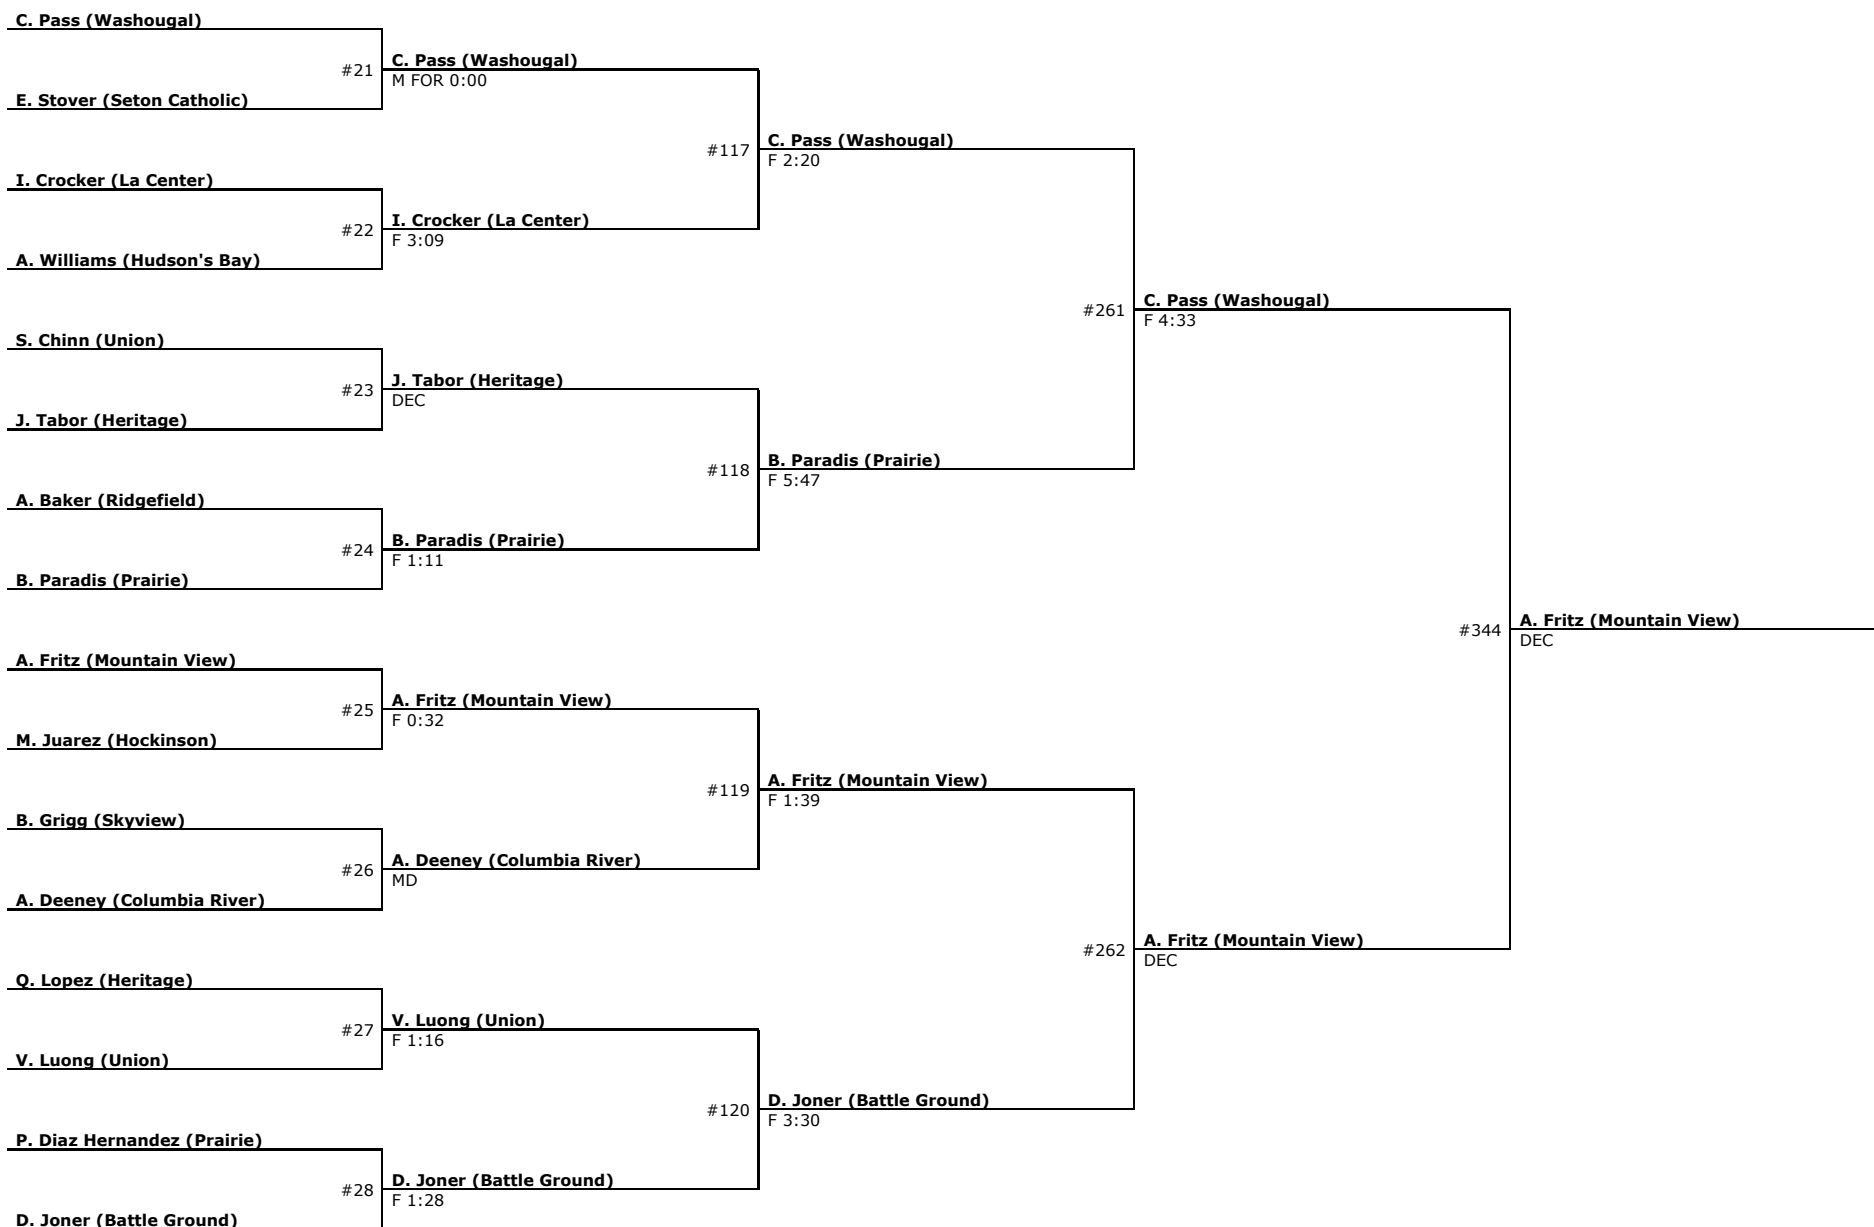 C. Pass (Washougal)
#21
C. Pass (Washougal)
M FOR 0:00
E. Stover (Seton Catholic)
#117
C. Pass (Washougal)
F 2:20
I. Crocker (La Center)
#22
I. Crocker (La Center)
F 3:09
A. Williams (Hudson's Bay)
#261
C. Pass (Washougal)
F 4:33
S. Chinn (Union)
#23
J. Tabor (Heritage)
DEC
J. Tabor (Heritage)
#118
B. Paradis (Prairie)
F 5:47
A. Baker (Ridgefield)
#24
B. Paradis (Prairie)
F 1:11
B. Paradis (Prairie)
#344
A. Fritz (Mountain View)
DEC
A. Fritz (Mountain View)
#25
A. Fritz (Mountain View)
F 0:32
M. Juarez (Hockinson)
#119
A. Fritz (Mountain View)
F 1:39
B. Grigg (Skyview)
#26
A. Deeney (Columbia River)
MD
A. Deeney (Columbia River)
#262
A. Fritz (Mountain View)
DEC
Q. Lopez (Heritage)
#27
V. Luong (Union)
F 1:16
V. Luong (Union)
#120
D. Joner (Battle Ground)
F 3:30
P. Diaz Hernandez (Prairie)
#28
D. Joner (Battle Ground)
F 1:28
D. Joner (Battle Ground)